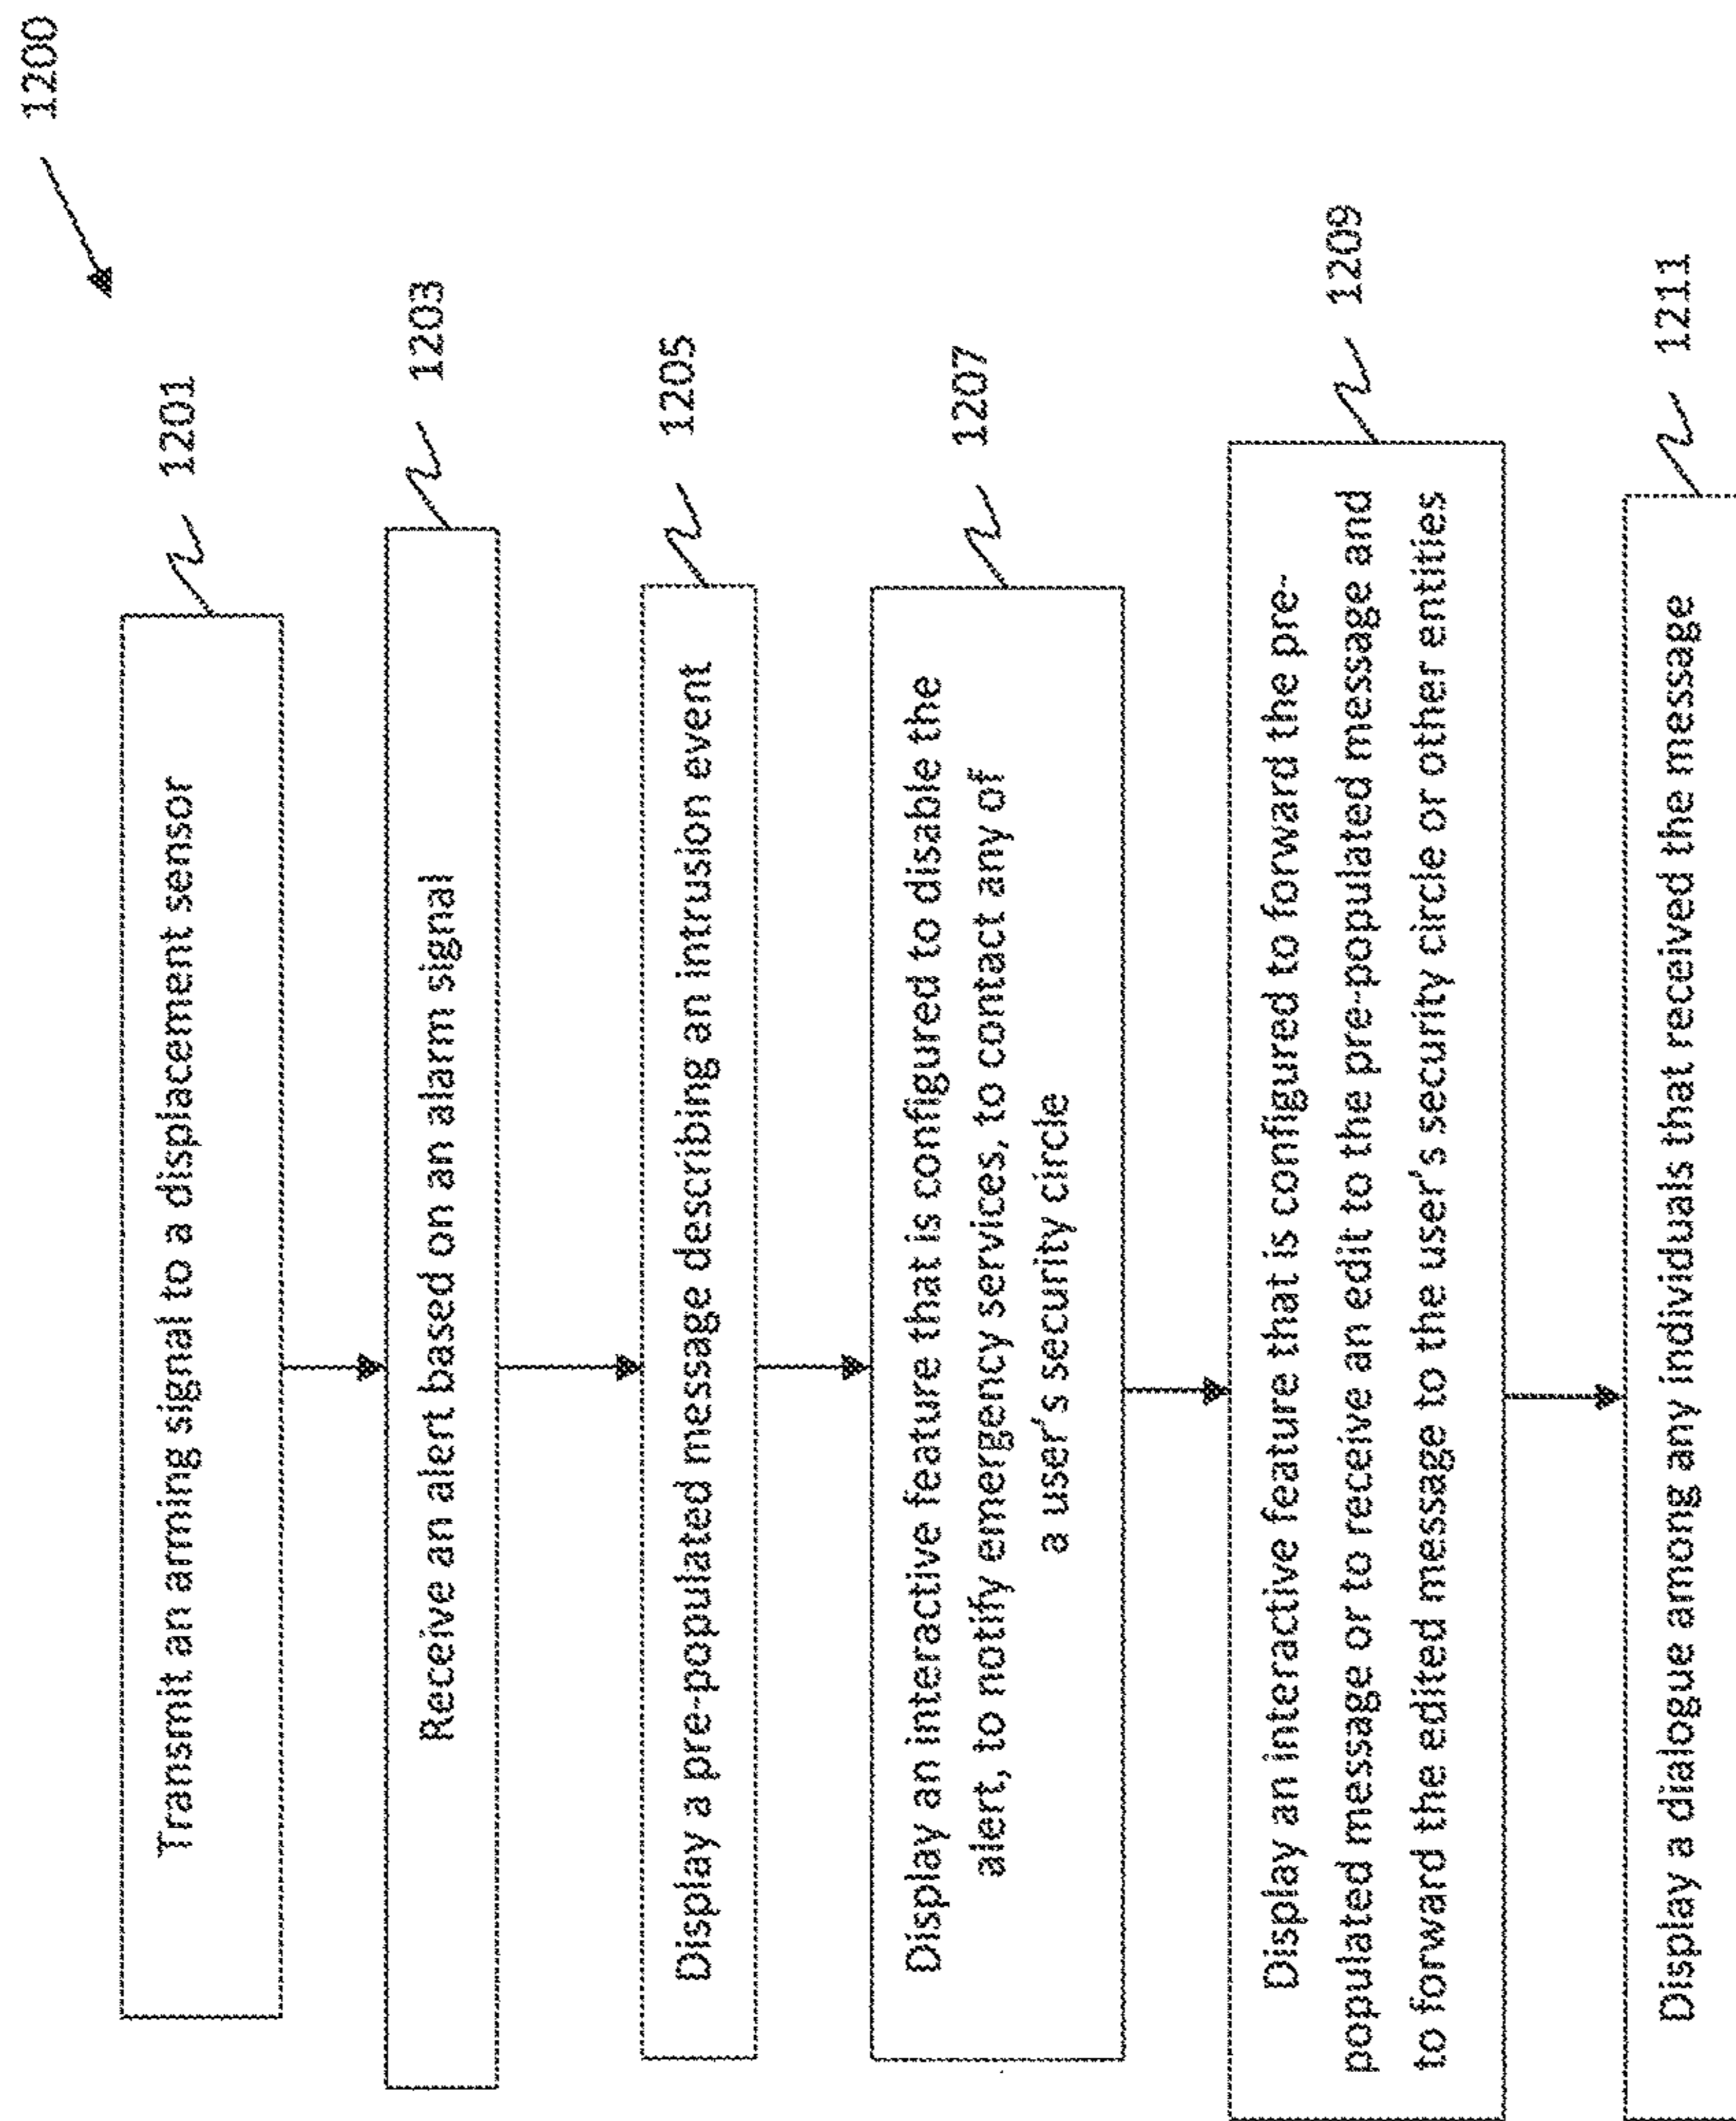 1200
Transmit an arming signal to a displacement sensor
1201
Receive an alert based on an alarm signal
1203
Display a pre-populated message describing an intrusion event
1205
Display an interactive feature that is configured to disable the
alert, to notify emergency services, to contact any of
a user's security circle
1207
Display an interactive feature that is configured to forward the pre-
populated message or to receive an edit to the pre-populated message and
to forward the edited message to the user's security circle or other entities
1209
Display a dialogue among any individuals that received the message
1211